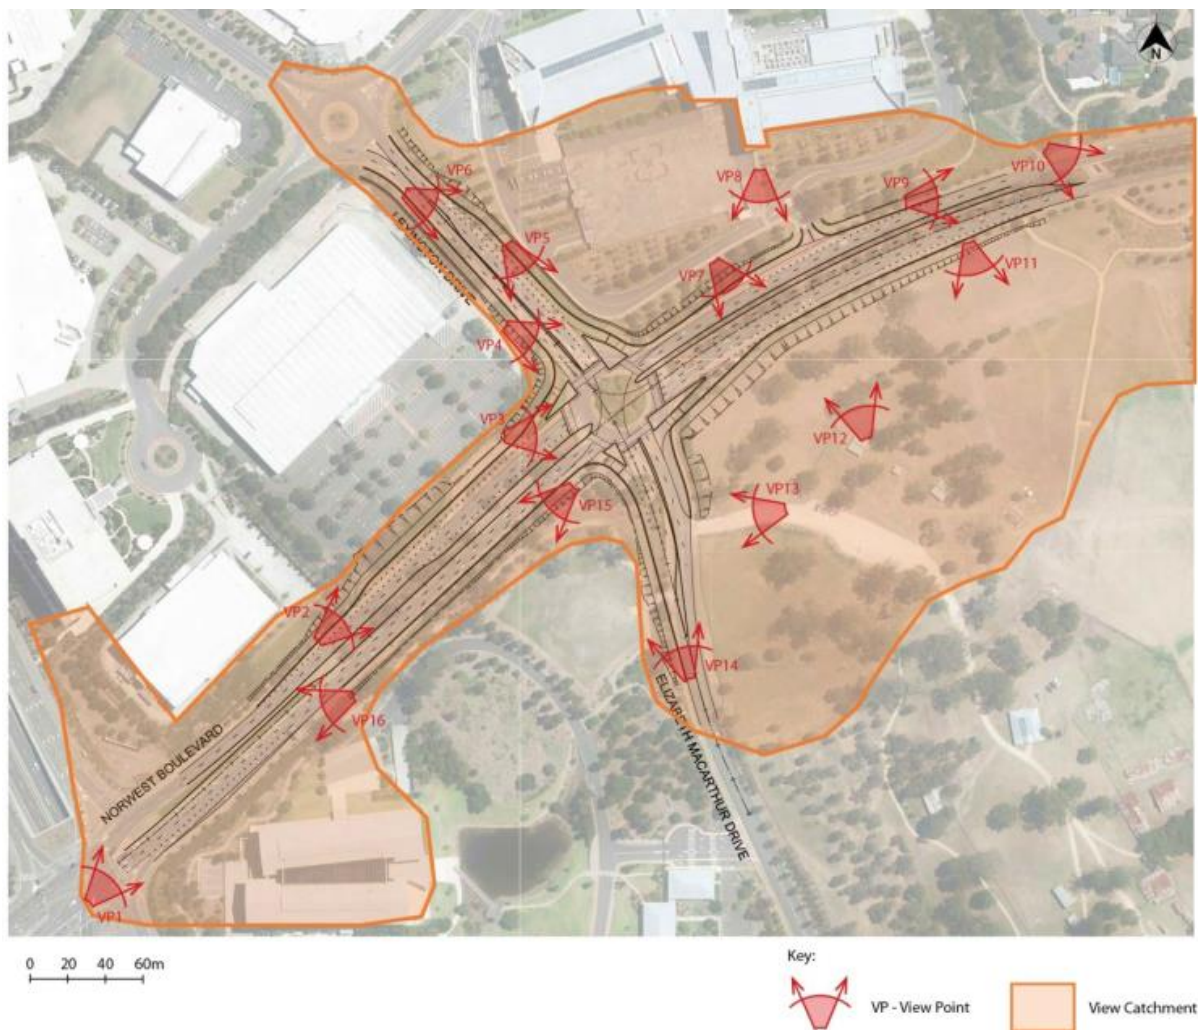 N
VP6
VP10
VP8
VP9
LEXINGTON DRIVE
VP5
VP7
VP11
VP4
VP3
VP12
VP13
VP15
VP2
VP14
VP16
NORWEST BOULEVARD
ELIZABETH MACARTHUR DRIVE
VP1
0 20 40 60m
Key:
VP - View Point
View Catchment